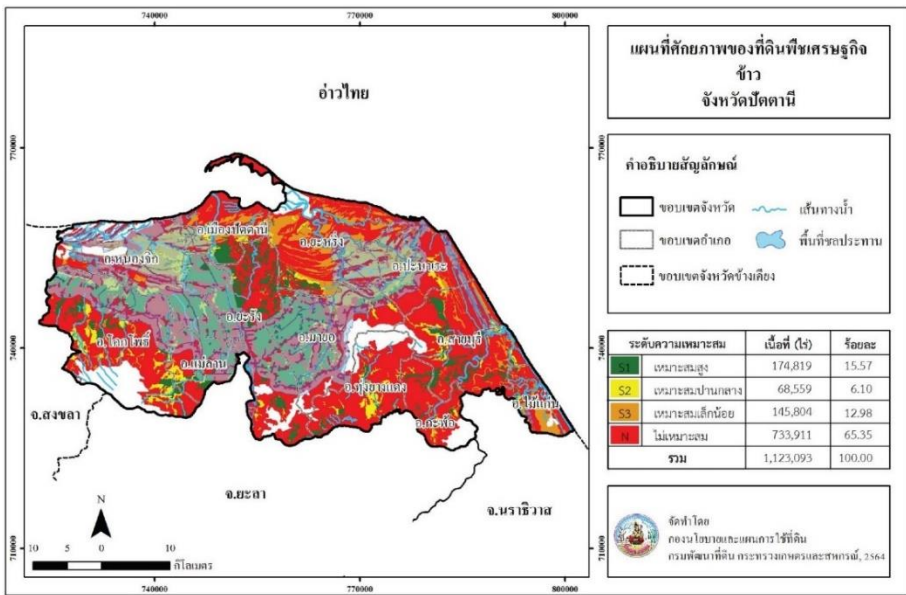 740000
770000
800000
แผนที่ศักยภาพของที่ดินพืชเศรษฐกิจ
ข้าว
จังหวัดปัตตานี
อ่าวไทย
770000
770000
คำอธิบายสัญลักษณ์
ขอบเขตจังหวัด
เส้นทางน้ำ
ขอบเขตอำเภอ
พื้นที่ชลประทาน
ขอบเขตจังหวัดข้างเคียง
อ.เมืองปัตตานี
อ.ยะหริ่ง
อ.หนองจิก
อ.ปะนาเระ
อ.ยะรัง
อ.มายอ
อ.สายบุรี
อ.โคกโพธิ์
อ.แม่ลาน
อ.ทุ่งยางแดง
อ.ไม้แก่น
อ.กะพ้อ
740000
740000
จ.สงขลา
จ.ยะลา
จ.นราธิวาส
ระดับความเหมาะสม เนื้อที่ (ไร่) ร้อยละ
S1 เหมาะสมสูง 174,819 15.57
S2 เหมาะสมปานกลาง 68,559 6.10
S3 เหมาะสมเล็กน้อย 145,804 12.98
N ไม่เหมาะสม 733,911 65.35
รวม 1,123,093 100.00
N
10 5 0 10
กิโลเมตร
710000
710000
740000
770000
800000
จัดทำโดย
กองนโยบายและแผนการใช้ที่ดิน
กรมพัฒนาที่ดิน กระทรวงเกษตรและสหกรณ์, 2564